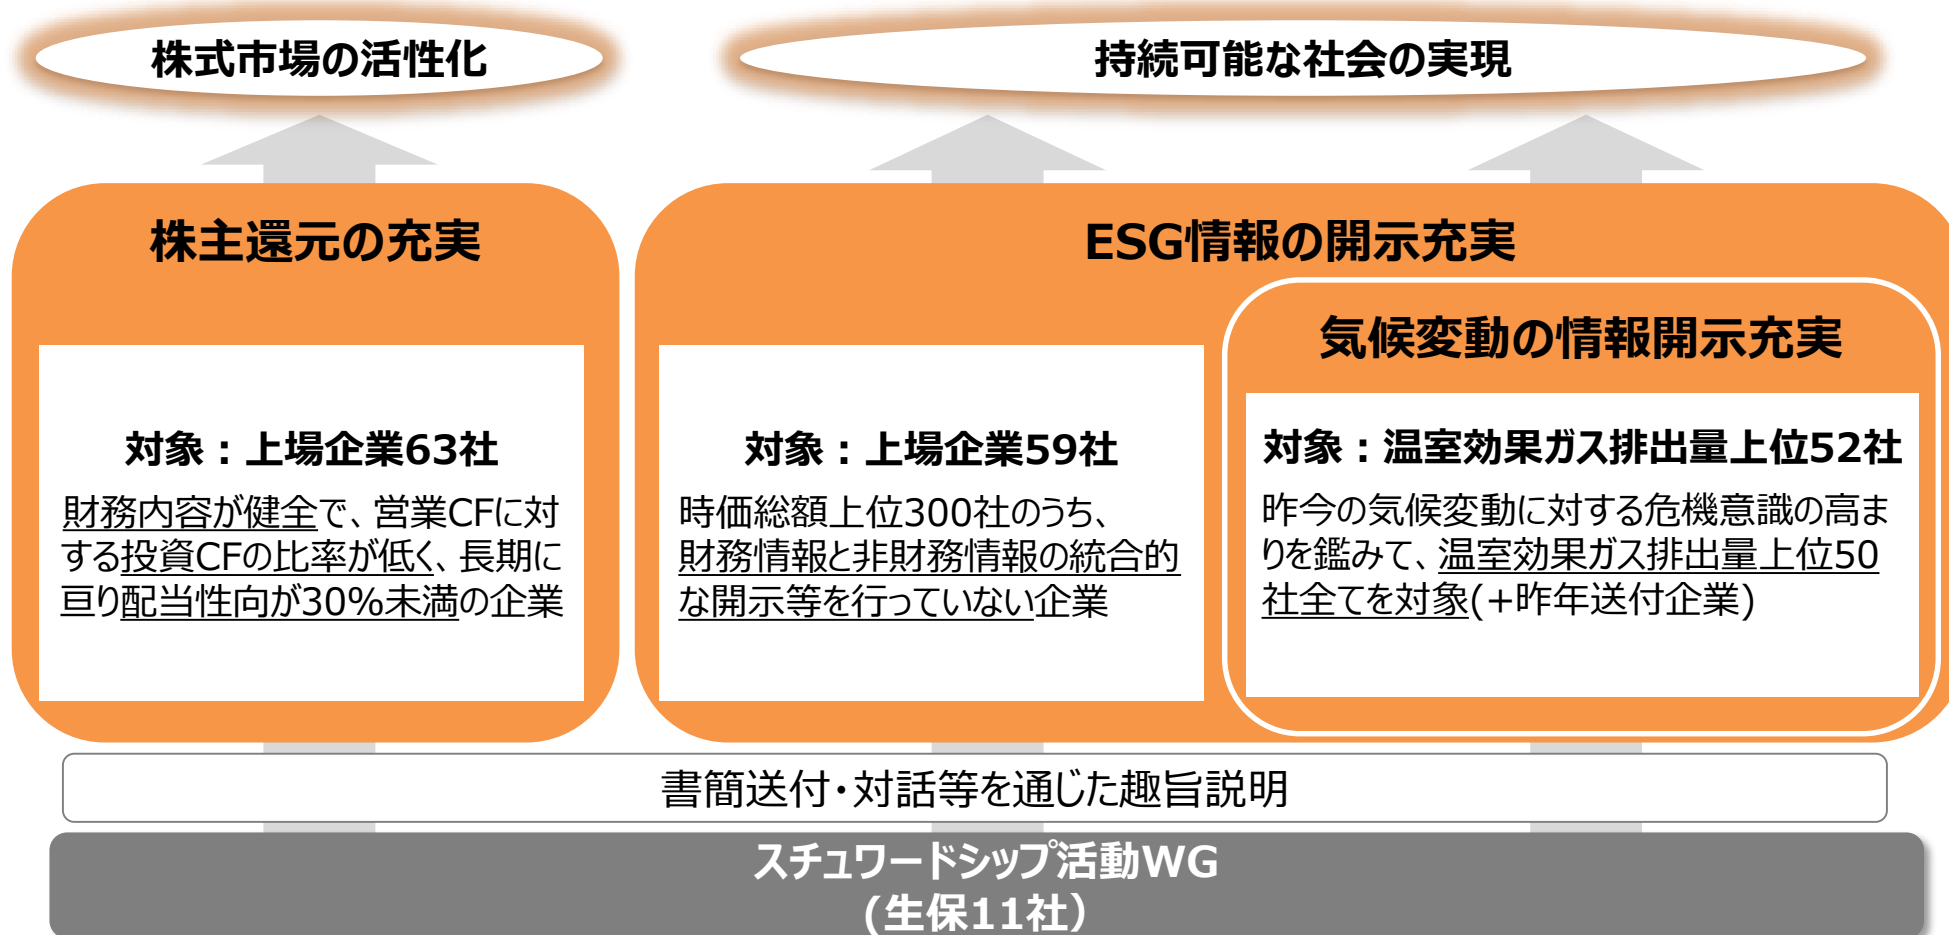 株式市場の活性化
持続可能な社会の実現
株主還元の充実
対象：上場企業63社
財務内容が健全で、営業CFに対
する投資CFの比率が低く、長期に
亘り配当性向が30%未満の企業
ESG情報の開示充実
対象：上場企業59社
時価総額上位300社のうち、
財務情報と非財務情報の統合的
な開示等を行っていない企業
気候変動の情報開示充実
対象：温室効果ガス排出量上位52社
昨今の気候変動に対する危機意識の高ま
りを鑑みて、温室効果ガス排出量上位50
社全てを対象(+昨年送付企業)
書簡送付・対話等を通じた趣旨説明
スチュワードシップ活動WG
(生保11社）